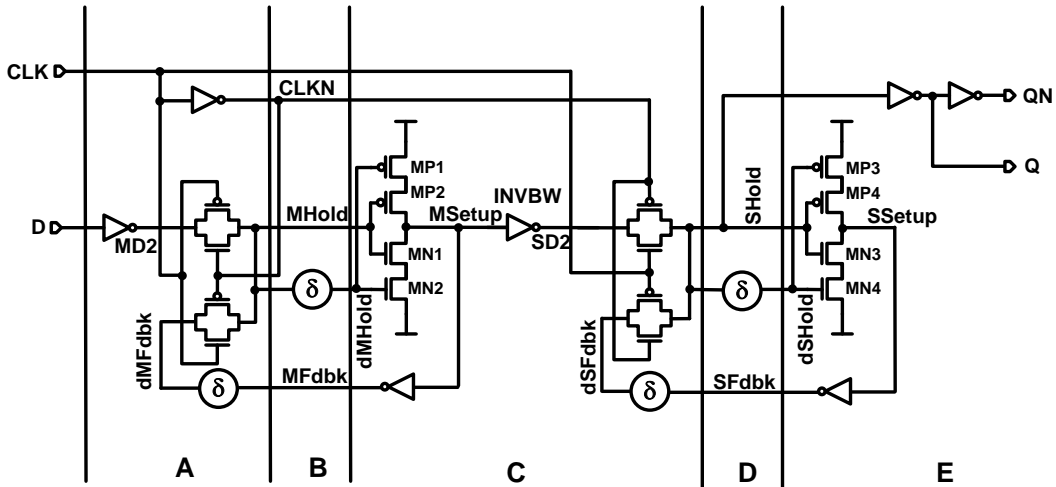 CLK
CLKN
QN
MP1
MP3
Q
MP2
INVBW
MP4
MHold
MSetup
SHold
SSetup
D
MD2
SD2
MN1
MN3
δ
MN2
δ
MN4
dMHold
dSHold
dMFdbk
dSFdbk
δ
MFdbk
δ
SFdbk
A
B
C
D
E